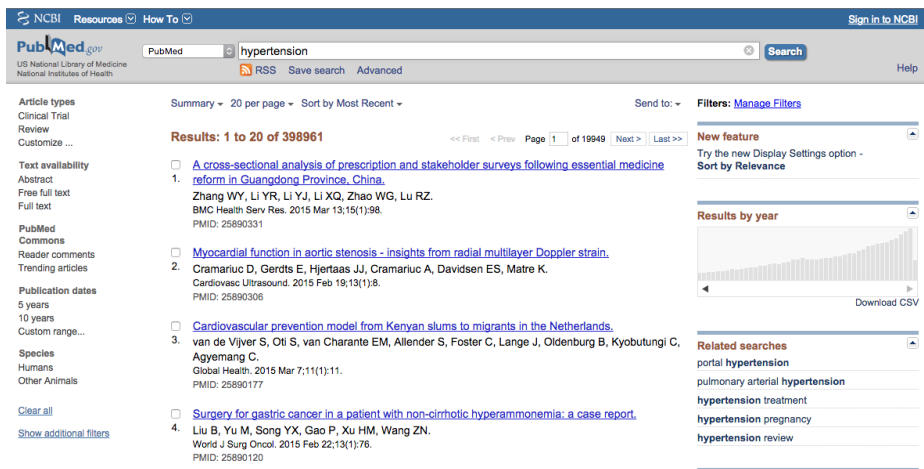 NCBI Resources How To Sign in to NCBI
PubMed.gov
US National Library of Medicine
National Institutes of Health
PubMed hypertension Search
RSS Save search Advanced
Help
Article types
Clinical Trial
Review
Customize ...
Text availability
Abstract
Free full text
Full text
PubMed
Commons
Reader comments
Trending articles
Publication dates
5 years
10 years
Custom range...
Species
Humans
Other Animals
Clear all
Show additional filters
Summary 20 per page Sort by Most Recent Send to:
Results: 1 to 20 of 398961
<< First < Prev Page 1 of 19949 Next > Last >>
A cross-sectional analysis of prescription and stakeholder surveys following essential medicine
1. reform in Guangdong Province, China.
Zhang WY, Li YR, Li YJ, Li XQ, Zhao WG, Lu RZ.
BMC Health Serv Res. 2015 Mar 13;15(1):98.
PMID: 25890331
Myocardial function in aortic stenosis - insights from radial multilayer Doppler strain.
2. Cramariuc D, Gerdts E, Hjertaas JJ, Cramariuc A, Davidsen ES, Matre K.
Cardiovasc Ultrasound. 2015 Feb 19;13(1):8.
PMID: 25890306
Cardiovascular prevention model from Kenyan slums to migrants in the Netherlands.
3. van de Vijver S, Oti S, van Charante EM, Allender S, Foster C, Lange J, Oldenburg B, Kyobutungi C,
Agyemang C.
Global Health. 2015 Mar 7;11(1):11.
PMID: 25890177
Surgery for gastric cancer in a patient with non-cirrhotic hyperammonemia: a case report.
4. Liu B, Yu M, Song YX, Gao P, Xu HM, Wang ZN.
World J Surg Oncol. 2015 Feb 22;13(1):76.
PMID: 25890120
Filters: Manage Filters
New feature
Try the new Display Settings option -
Sort by Relevance
Results by year
Download CSV
Related searches
portal hypertension
pulmonary arterial hypertension
hypertension treatment
hypertension pregnancy
hypertension review